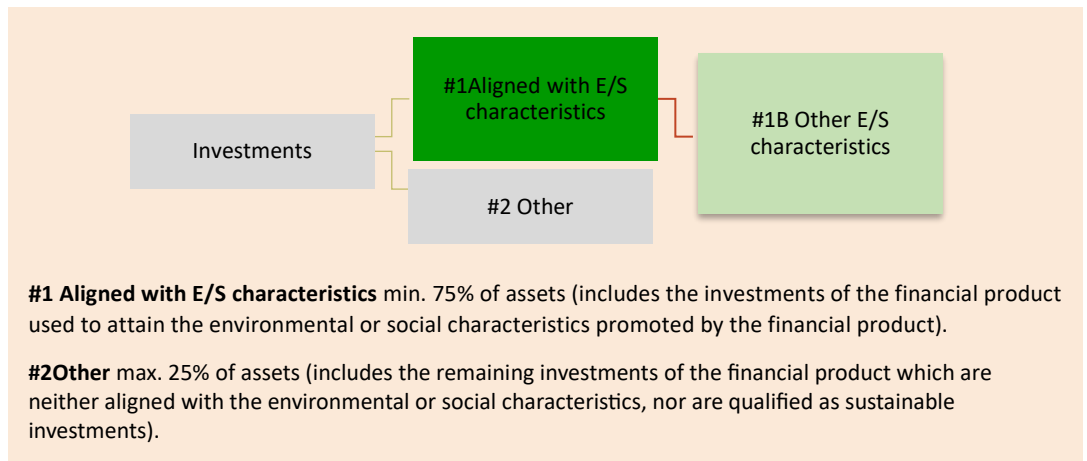 #1Aligned with E/S
characteristics
#1B Other E/S
characteristics
Investments
#2 Other
#1 Aligned with E/S characteristics min. 75% of assets (includes the investments of the financial product
used to attain the environmental or social characteristics promoted by the financial product).
#2Other max. 25% of assets (includes the remaining investments of the financial product which are
neither aligned with the environmental or social characteristics, nor are qualified as sustainable
investments).